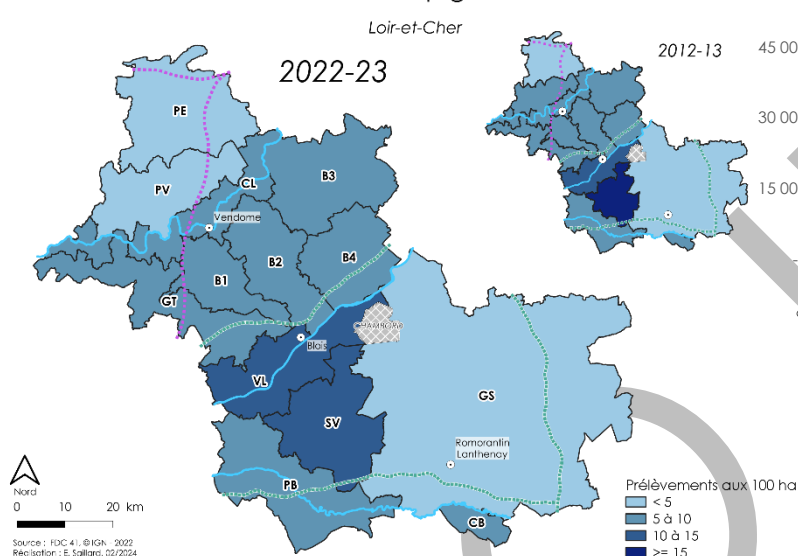 Loir-et-Cher
2022-23
2012-13
45 00
30 00
15 00
PE
PV
CL
B3
Vendome
B4
B2
B1
GT
CHAMBORD
Blois
VL
GS
SV
Romorantin
Lanthenay
PB
CB
Nord
0 10 20 km
Source : FDC 41, ©IGN - 2022
Réalisation : E. Saillard, 02/2024
Prélèvements aux 100 ha
< 5
5 à 10
10 à 15
>= 15